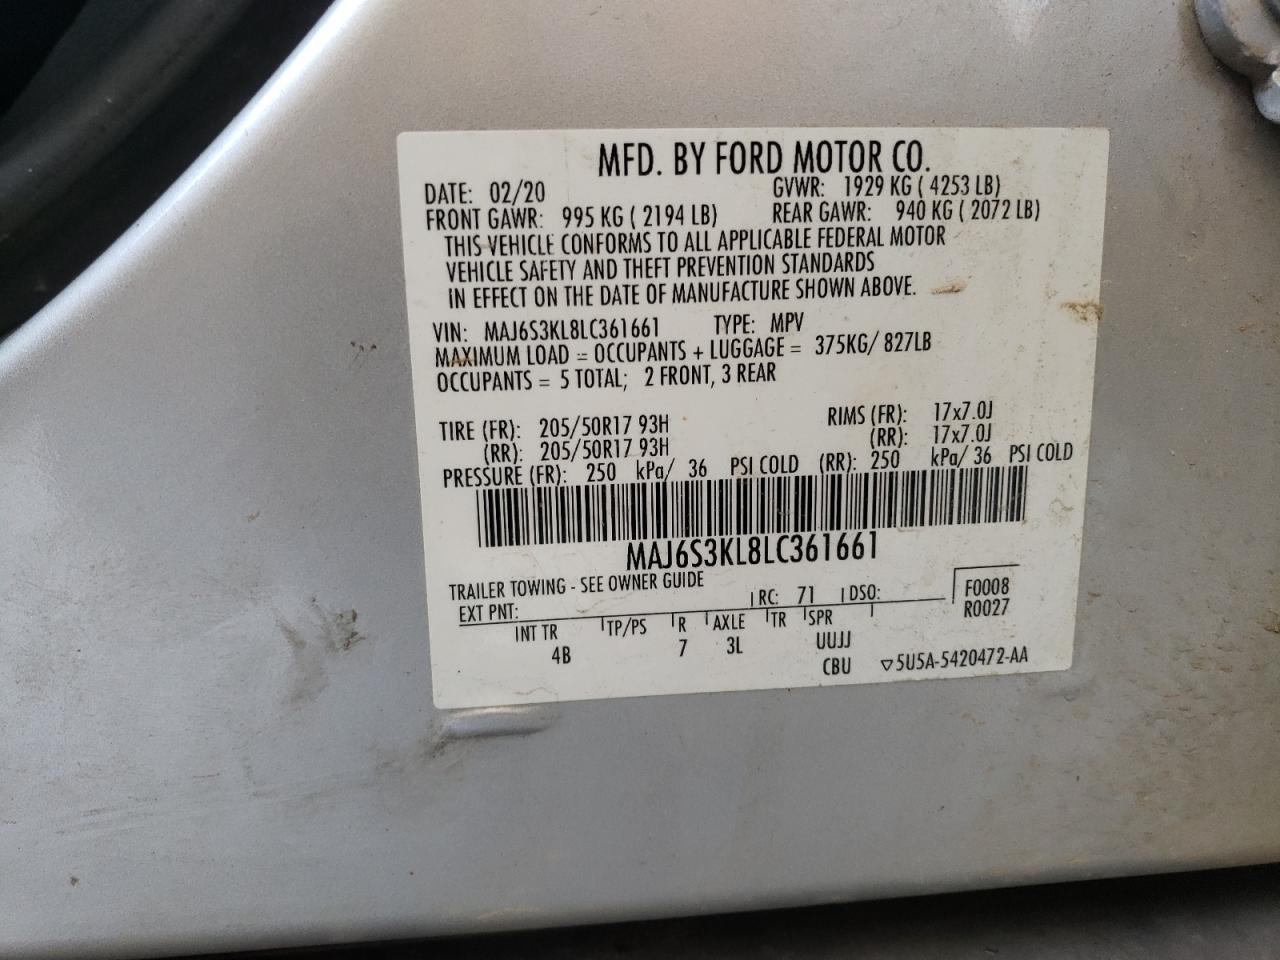 MFD. BY FORD MOTOR CO.
DATE: 02/20 GVWR: 1929 KG ( 4253 LB)
FRONT GAWR: 995 KG ( 2194 LB) REAR GAWR: 940 KG ( 2072 LB)
THIS VEHICLE CONFORMS TO ALL APPLICABLE FEDERAL MOTOR
VEHICLE SAFETY AND THEFT PREVENTION STANDARDS
IN EFFECT ON THE DATE OF MANUFACTURE SHOWN ABOVE.
VIN: MAJ6S3KL8LC361661 TYPE: MPV
MAXIMUM LOAD = OCCUPANTS + LUGGAGE = 375KG/ 827LB
OCCUPANTS = 5 TOTAL; 2 FRONT, 3 REAR
TIRE (FR): 205/50R17 93H RIMS (FR): 17x7.0J
(RR): 205/50R17 93H (RR): 17x7.0J
PRESSURE (FR): 250 kPa/ 36 PSI COLD (RR): 250 kPa/ 36 PSI COLD
MAJ6S3KL8LC361661
TRAILER TOWING - SEE OWNER GUIDE
EXT PNT: RC: 71 DSO: F0008
R0027
INT TR TP/PS R AXLE TR SPR
4B 7 3L UUJJ
CBU ▽5U5A-5420472-AA